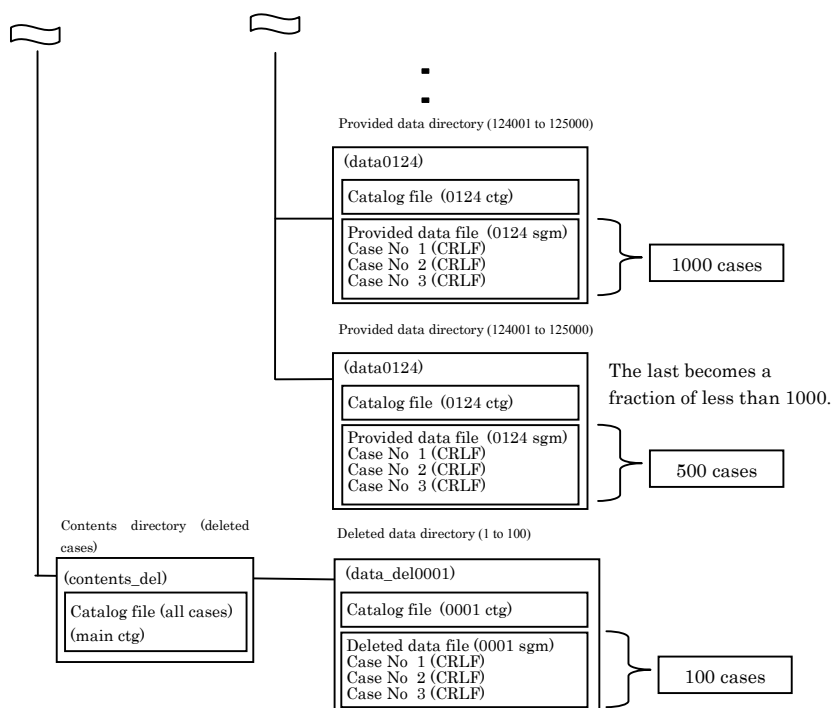 Provided data directory (124001 to 125000)
(data0124)
Catalog file (0124 ctg)
Provided data file (0124 sgm)
Case No 1 (CRLF)
Case No 2 (CRLF)
Case No 3 (CRLF)
1000 cases
Provided data directory (124001 to 125000)
(data0124)
Catalog file (0124 ctg)
Provided data file (0124 sgm)
Case No 1 (CRLF)
Case No 2 (CRLF)
Case No 3 (CRLF)
The last becomes a
fraction of less than 1000.
500 cases
Contents directory (deleted
cases)
(contents_del)
Catalog file (all cases)
(main ctg)
Deleted data directory (1 to 100)
(data_del0001)
Catalog file (0001 ctg)
Deleted data file (0001 sgm)
Case No 1 (CRLF)
Case No 2 (CRLF)
Case No 3 (CRLF)
100 cases